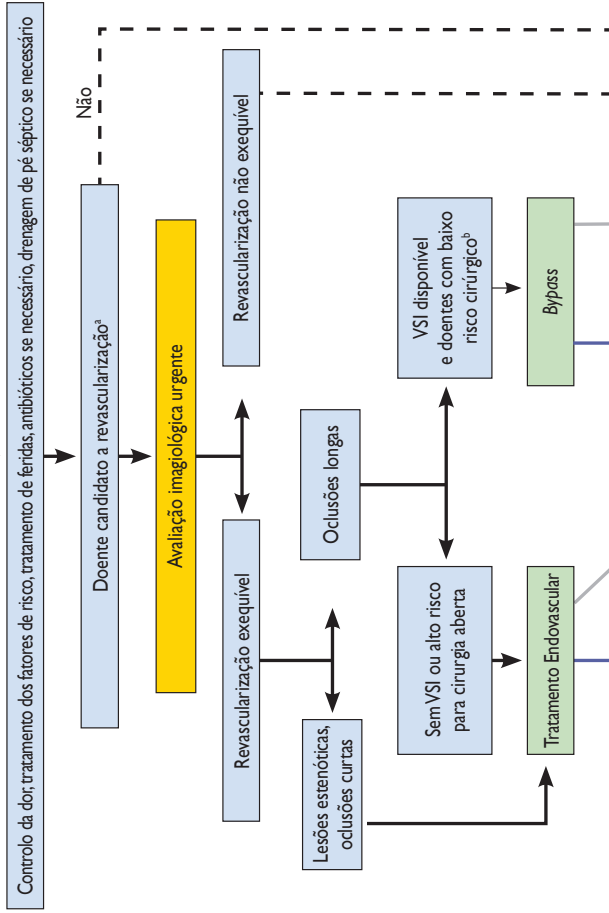 Controlo da dor, tratamento dos fatores de risco, tratamento de feridas, antibióticos se necessário, drenagem de pé séptico se necessário
Doente candidato a revascularizaçãoᵃ
Não
Avaliação imagiológica urgente
Revascularização exequível
Revascularização não exequível
Lesões estenóticas,
oclusões curtas
Oclusões longas
Sem VSI ou alto risco
para cirurgia aberta
VSI disponível
e doentes com baixo
risco cirúrgicoᵇ
Tratamento Endovascular
Bypass